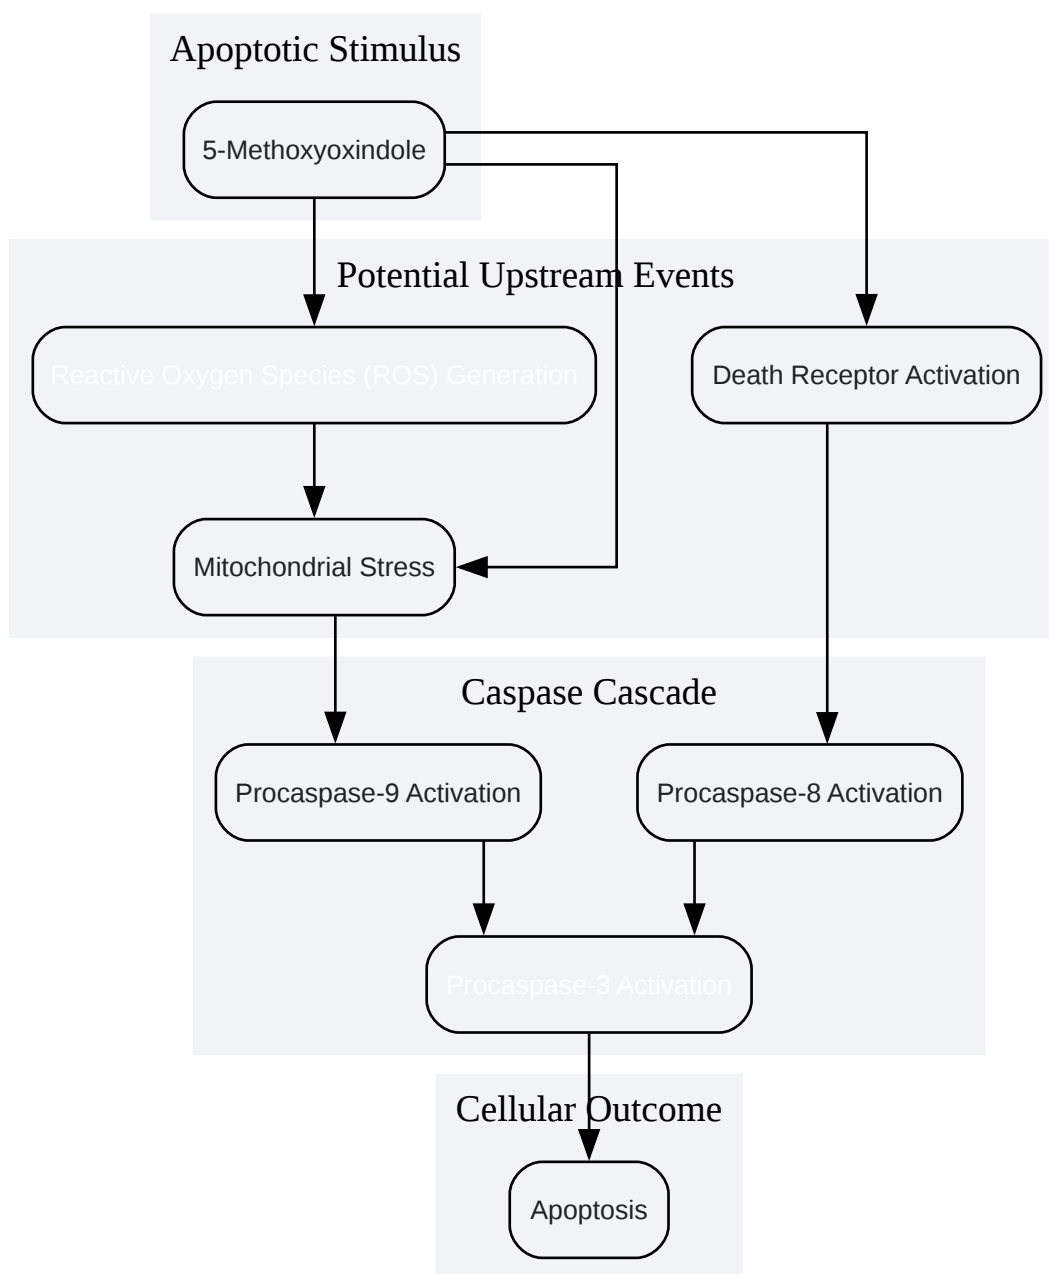 Apoptotic Stimulus
5-Methoxyoxindole
Potential Upstream Events
Reactive Oxygen Species (ROS) Generation
Death Receptor Activation
Mitochondrial Stress
Caspase Cascade
Procaspase-9 Activation
Procaspase-8 Activation
Procaspase-3 Activation
Cellular Outcome
Apoptosis